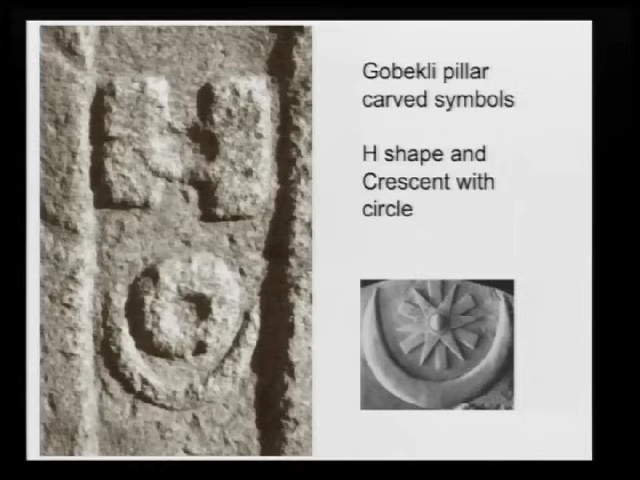 Gobekli pillar
carved symbols
H shape and
Crescent with
circle